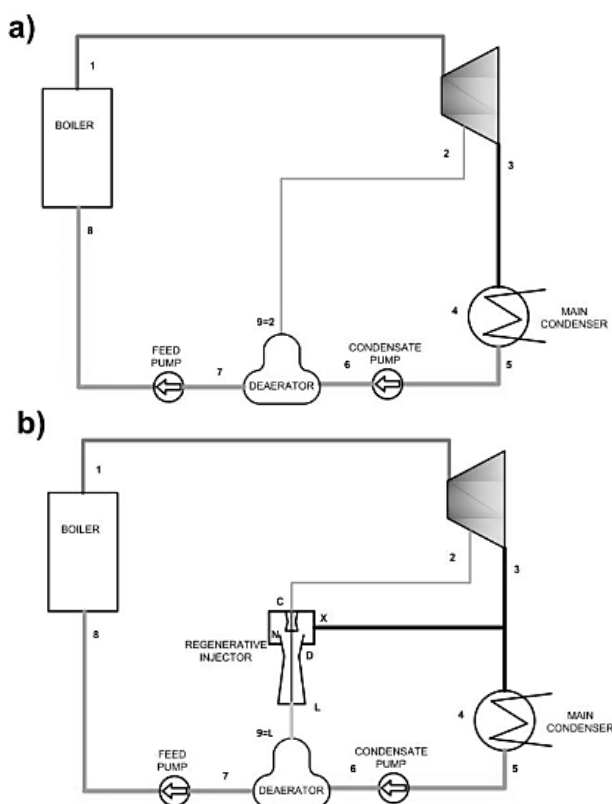 a)
1
BOILER
2
3
8
4
MAIN
CONDENSER
9=2
FEED
PUMP
CONDENSATE
PUMP
7
DEAERATOR
6
5
b)
1
BOILER
2
3
C
X
8
N
REGENERATIVE
INJECTOR
D
L
4
MAIN
CONDENSER
9=L
FEED
PUMP
CONDENSATE
PUMP
7
DEAERATOR
6
5